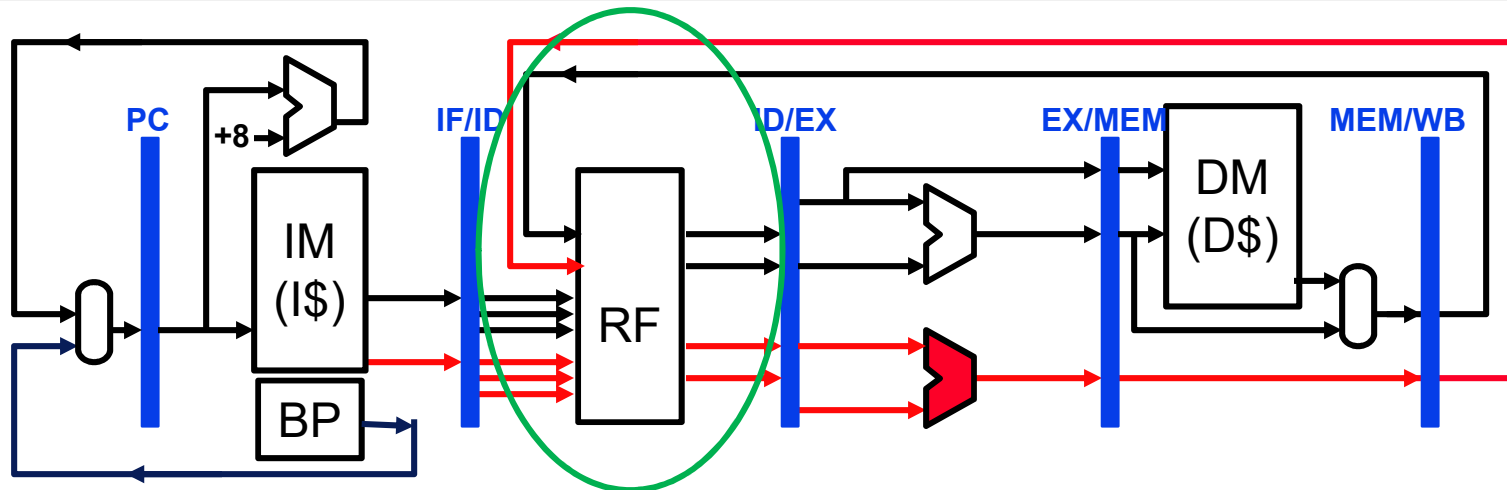 PC
IF/ID
ID/EX
EX/MEM
MEM/WB
+8
IM
(I$)
BP
RF
DM
(D$)